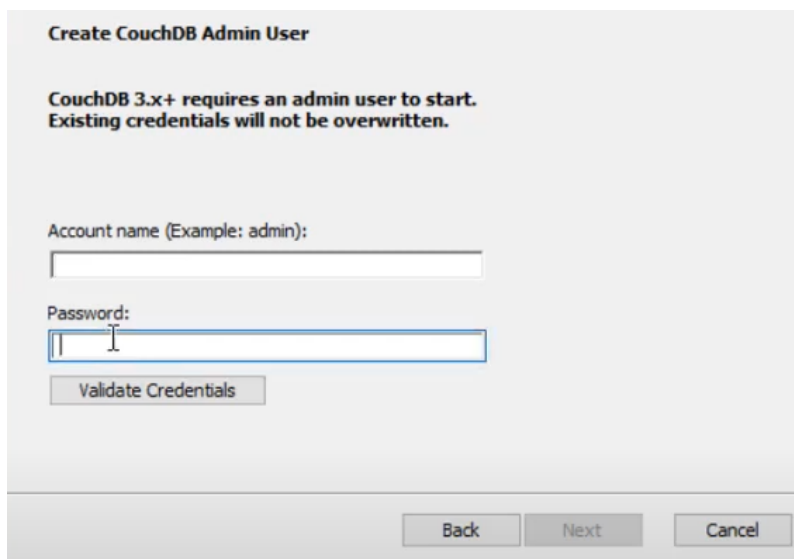 Create CouchDB Admin User
CouchDB 3.x+ requires an admin user to start.
Existing credentials will not be overwritten.
Account name (Example: admin):
Password:
Validate Credentials
Back
Next
Cancel